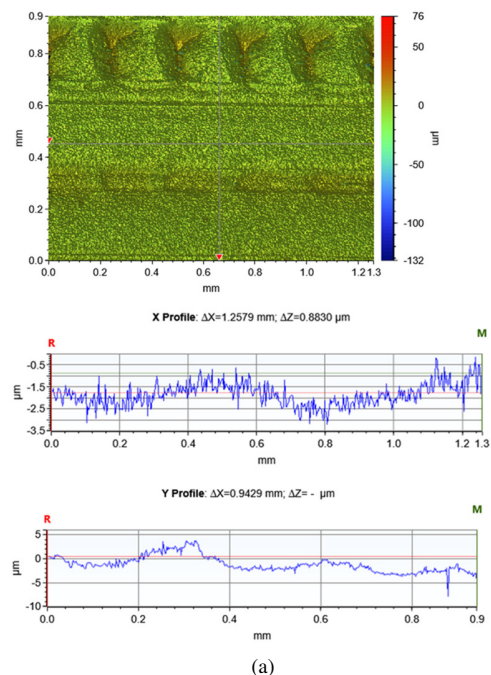 0.9
0.8
0.6
0.4
0.2
0.0
mm
0.0 0.2 0.4 0.6 0.8 1.0 1.2 1.3
mm
76
50
0
-50
-100
-132
µm
X Profile: ΔX=1.2579 mm; ΔZ=0.8830 µm
R M
-0.5
-1.5
-2.5
-3.5
µm
0.0 0.2 0.4 0.6 0.8 1.0 1.2 1.3
mm
Y Profile: ΔX=0.9429 mm; ΔZ= - µm
R M
5
0
-5
-10
µm
0.0 0.2 0.4 0.6 0.8 0.9
mm
(a)